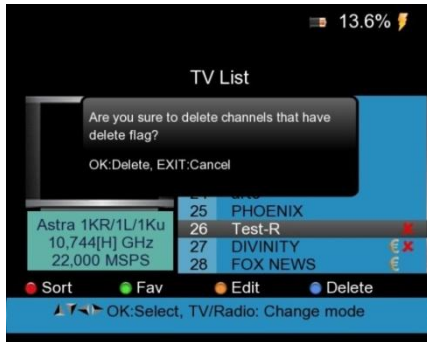 13.6%
TV List
Are you sure to delete channels that have
delete flag?
OK:Delete, EXIT:Cancel
25 PHOENIX
Astra 1KR/1L/1Ku
26 Test-R
10,744[H] GHz
27 DIVINITY €
22,000 MSPS
28 FOX NEWS €
Sort Fav Edit Delete
OK:Select, TV/Radio: Change mode